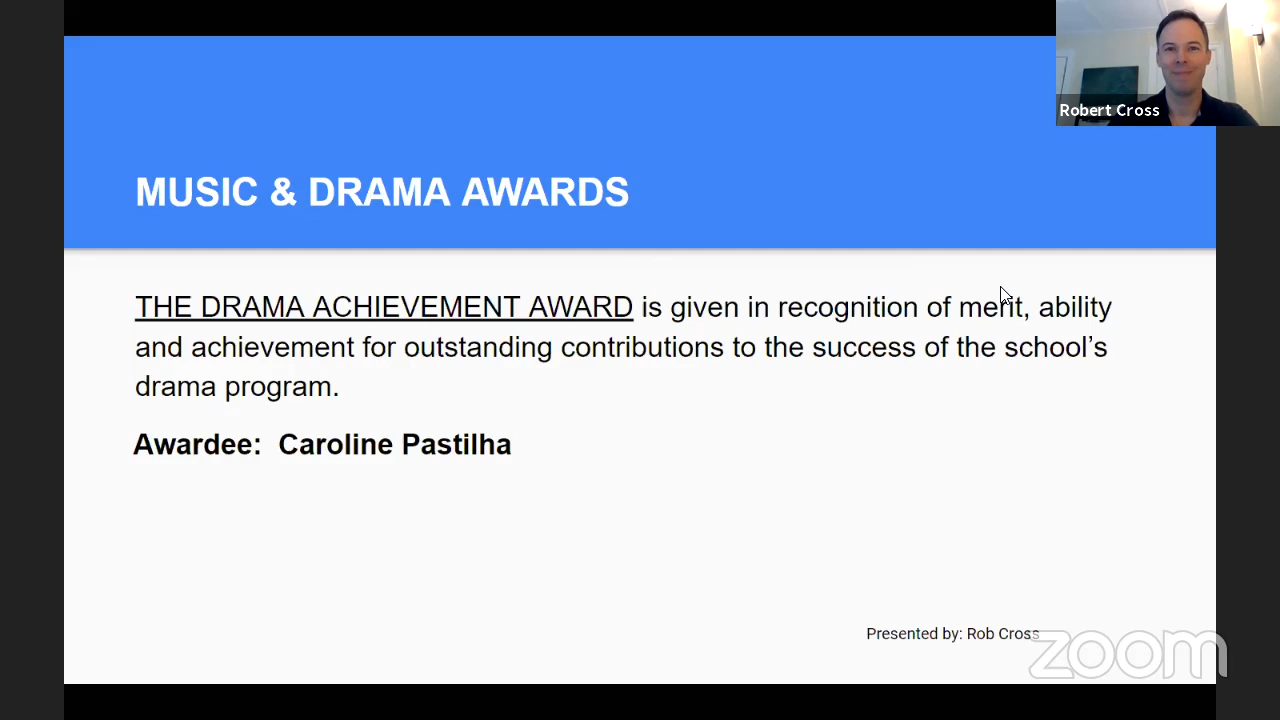 Robert Cross
MUSIC & DRAMA AWARDS
THE DRAMA ACHIEVEMENT AWARD is given in recognition of merit, ability
and achievement for outstanding contributions to the success of the school’s
drama program.
Awardee: Caroline Pastilha
Presented by: Rob Cross
zoom